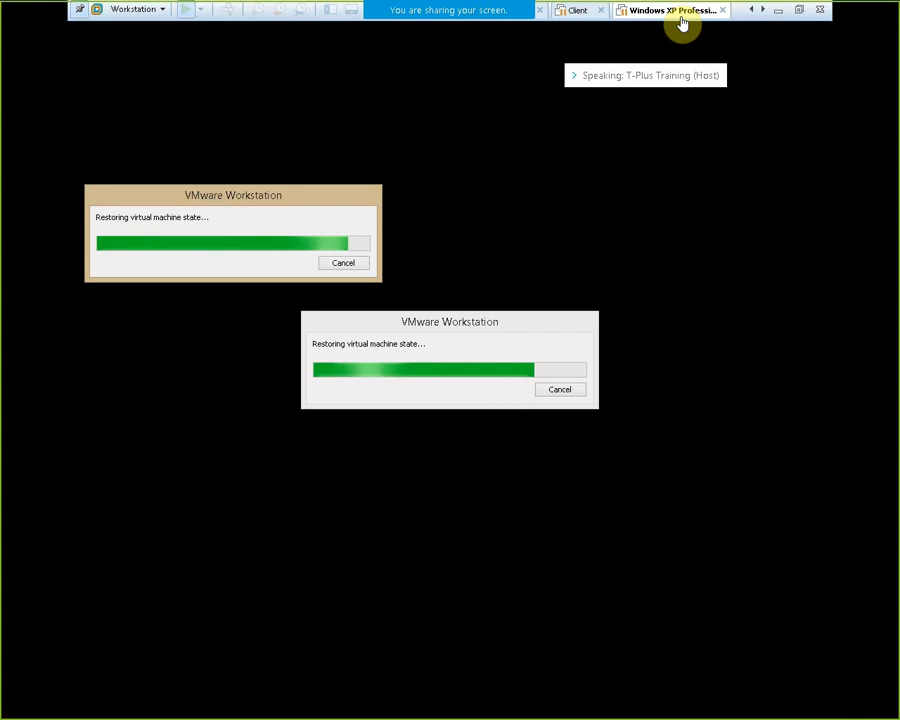 Workstation
You are sharing your screen.
Client
Windows XP Professi...
Speaking: T-Plus Training (Host)
VMware Workstation
Restoring virtual machine state...
Cancel
VMware Workstation
Restoring virtual machine state...
Cancel